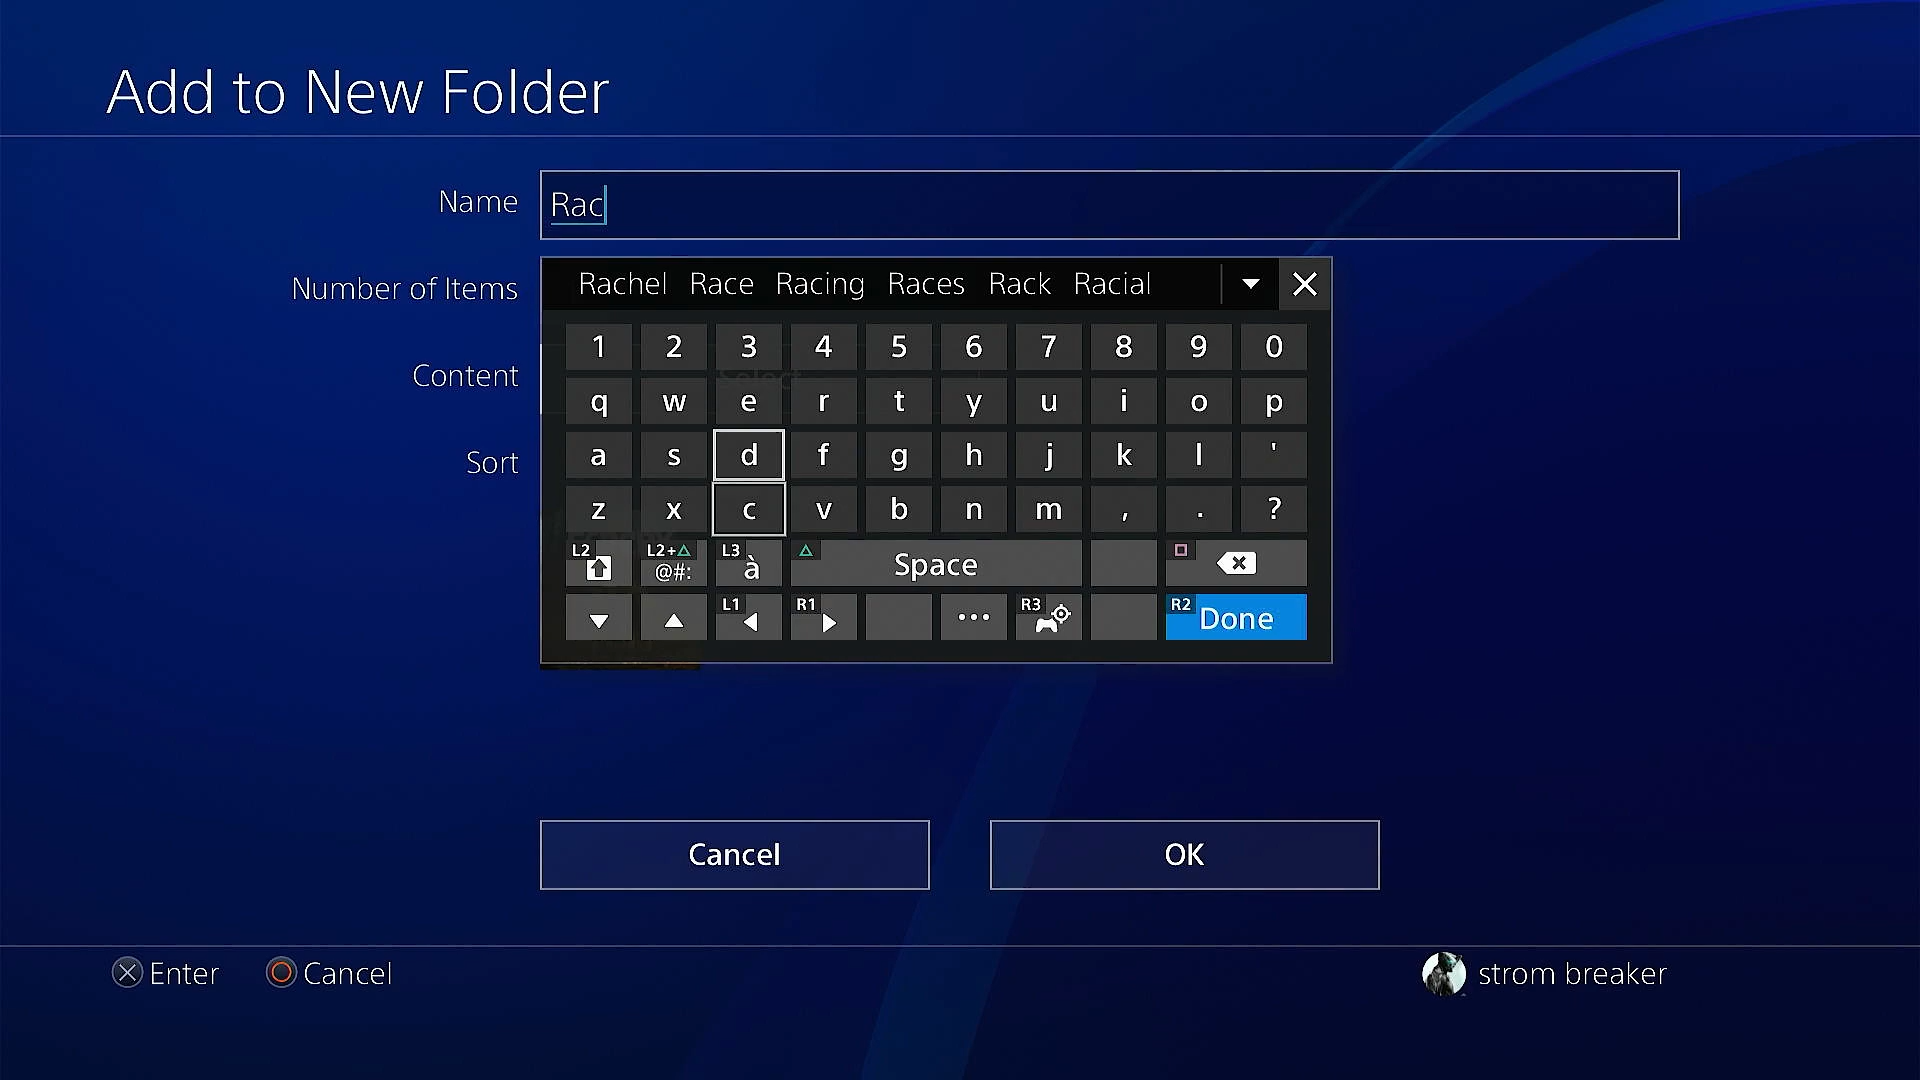 Add to New Folder
Name
Rac
Number of Items
Rachel Race Racing Races Rack Racial
1 2 3 4 5 6 7 8 9 0
Content
Select
q w e r t y u i o p
Sort
a s d f g h j k l '
z x c v b n m , . ?
L2 L2+△ @#: L3 à △ Space
L1 R1 ... R3 R2 Done
Cancel OK
Enter Cancel strom breaker